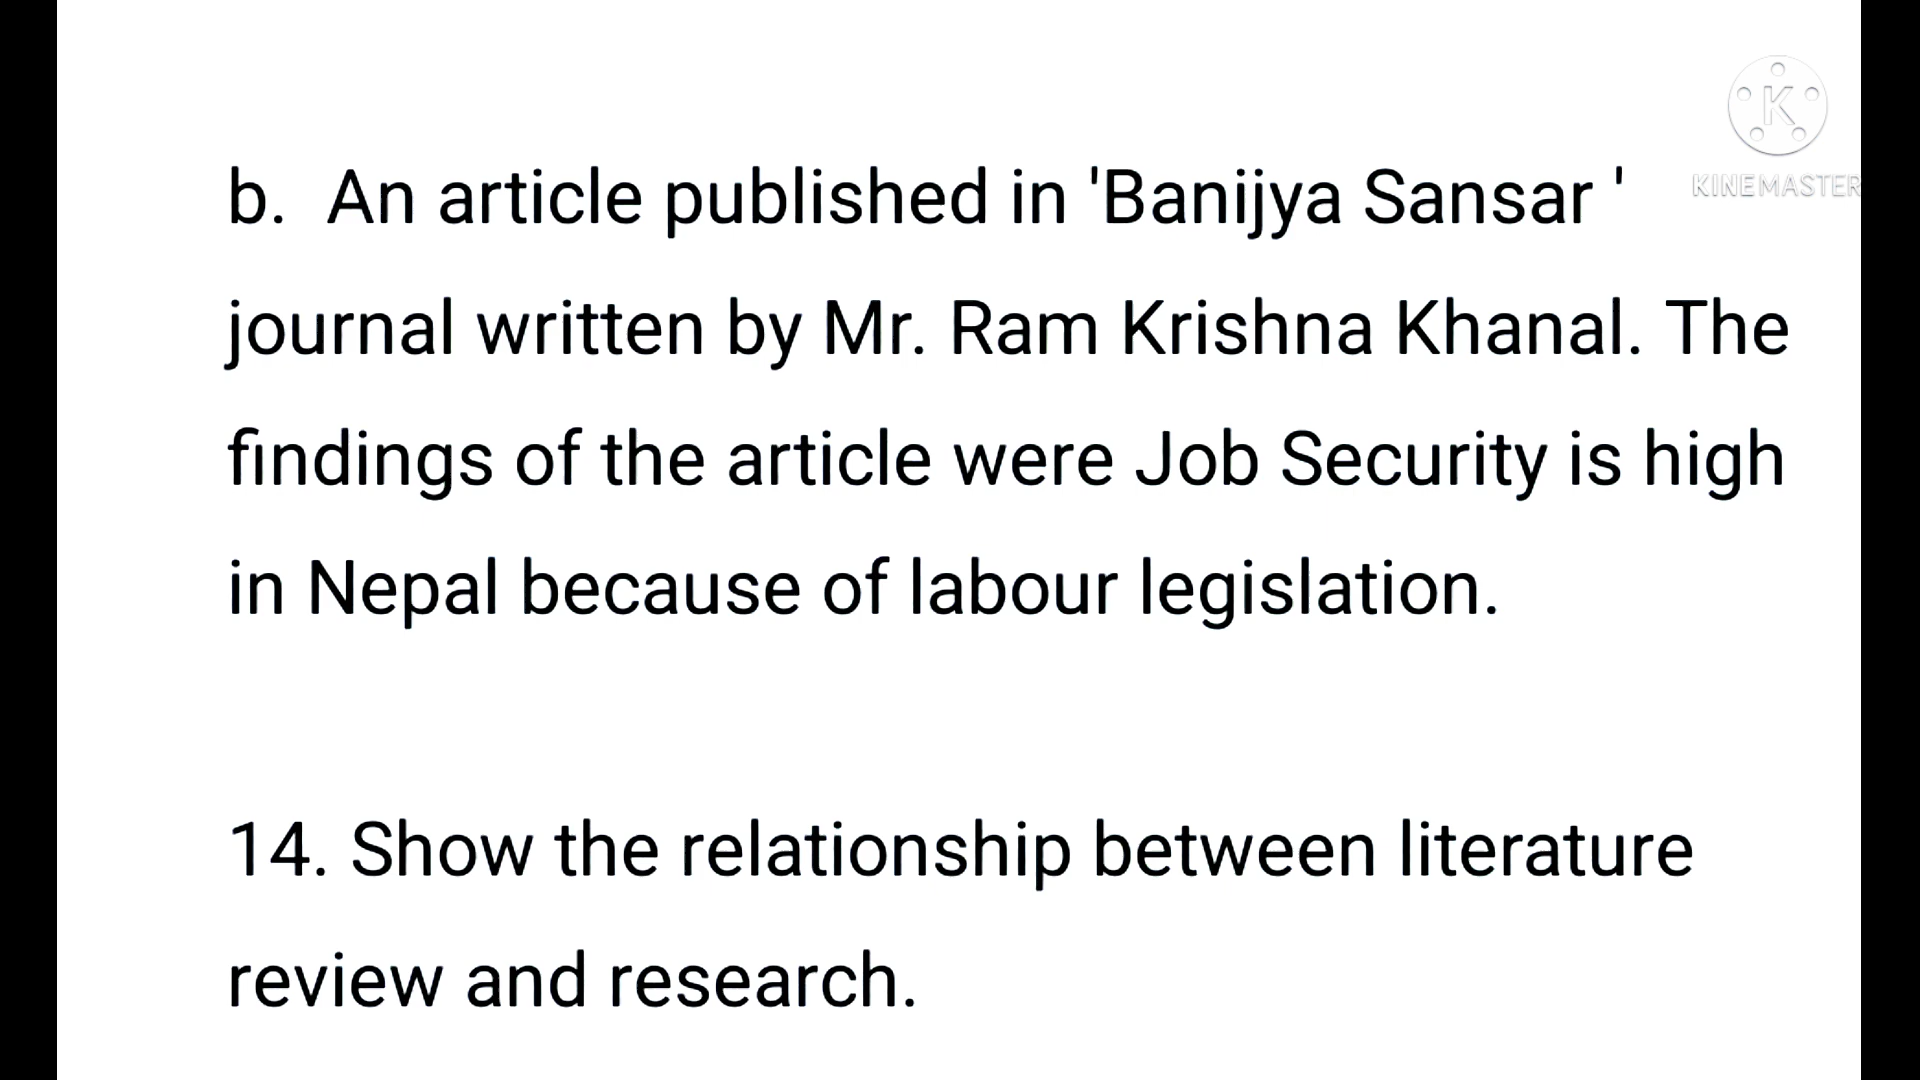 K
KINEMASTER
b. An article published in 'Banijya Sansar '
journal written by Mr. Ram Krishna Khanal. The
findings of the article were Job Security is high
in Nepal because of labour legislation.
14. Show the relationship between literature
review and research.